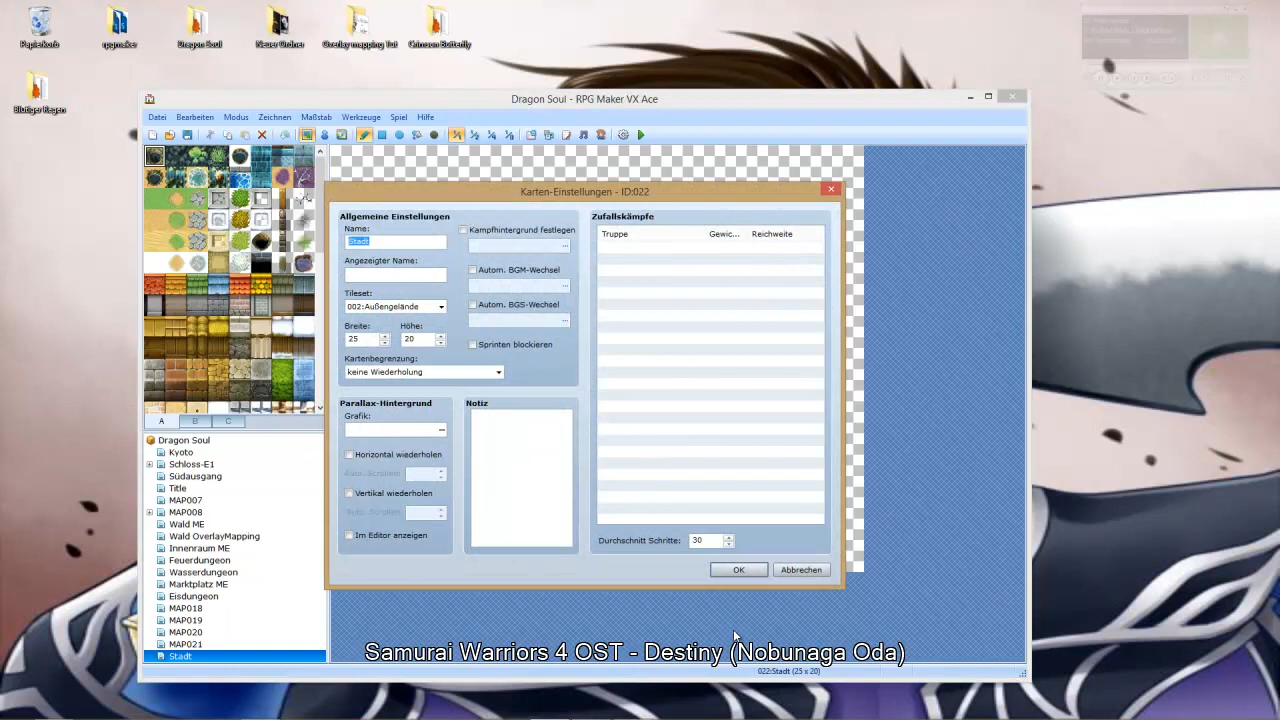 Papierkorb
rpgmaker
Dragon Soul
Neuer Ordner
Overlay mapping Tut
Crimson Butterfly
Blutiger Regen
Dragon Soul - RPG Maker VX Ace
Datei Bearbeiten Modus Maßstab Zeichnen Werkzeuge Spiel Hilfe
A B C
Dragon Soul
Kyoto
Schloss-E1
Südausgang
Title
MAP007
MAP008
Wald ME
Wald OverlayMapping
Innenraum ME
Feuerdungeon
Wasserdungeon
Marktplatz ME
Eisdungeon
MAP018
MAP019
MAP020
MAP021
Stadt
Karten-Einstellungen - ID:022
Allgemeine Einstellungen
Name:
Stadt
Angezeigter Name:
Tileset:
002:Außengelände
Breite: Höhe:
25 20
Kartenbegrenzung:
keine Wiederholung
Kampfhintergrund festlegen
Autom. BGM-Wechsel
Autom. BGS-Wechsel
Sprinten blockieren
Parallax-Hintergrund
Grafik:
Horizontal wiederholen
Auto. Scrollen:
Vertikal wiederholen
Auto. Scrollen:
Im Editor anzeigen
Notiz
Zufallskämpfe
Truppe Gewic... Reichweite
Durchschnitt Schritte: 30
OK Abbrechen
Samurai Warriors 4 OST - Destiny (Nobunaga Oda)
022:Stadt (25 x 20)